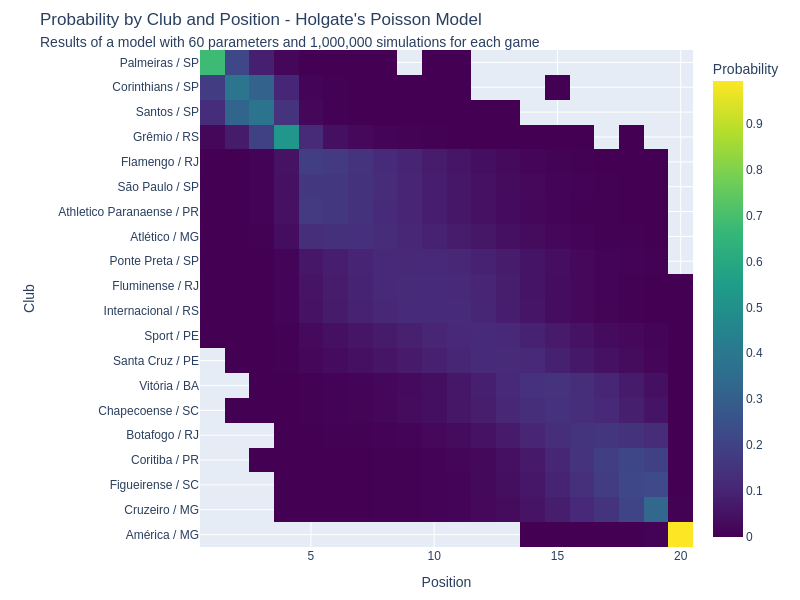 Probability by Club and Position - Holgate's Poisson Model
Results of a model with 60 parameters and 1,000,000 simulations for each game
Probability
Club
Palmeiras / SP
Corinthians / SP
Santos / SP
Grêmio / RS
Flamengo / RJ
São Paulo / SP
Athletico Paranaense / PR
Atlético / MG
Ponte Preta / SP
Fluminense / RJ
Internacional / RS
Sport / PE
Santa Cruz / PE
Vitória / BA
Chapecoense / SC
Botafogo / RJ
Coritiba / PR
Figueirense / SC
Cruzeiro / MG
América / MG
0.9
0.8
0.7
0.6
0.5
0.4
0.3
0.2
0.1
0
5 10 15 20
Position